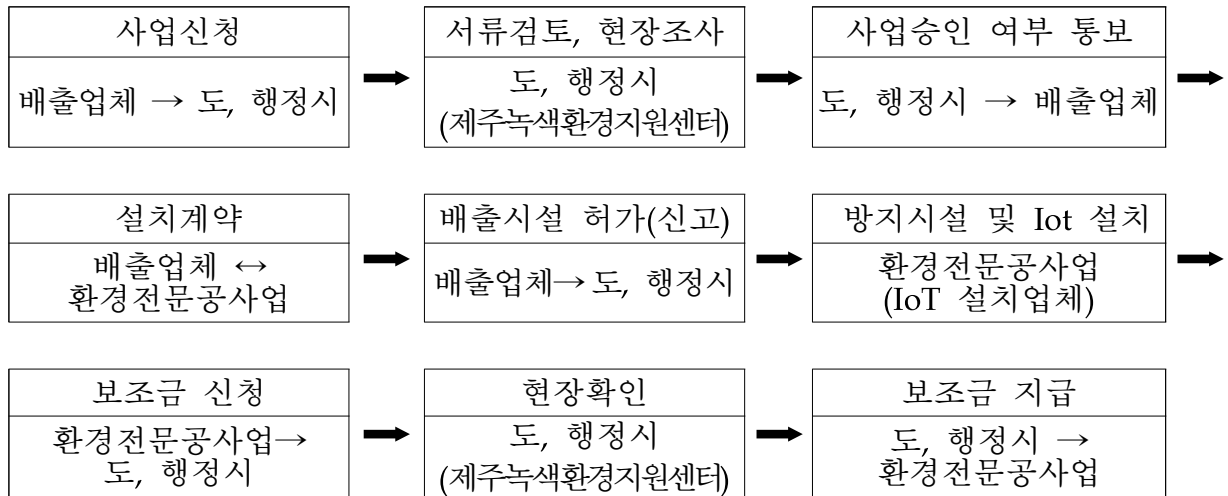 사업신청
배출업체 → 도, 행정시
서류검토, 현장조사
도, 행정시
(제주녹색환경지원센터)
사업승인 여부 통보
도, 행정시 → 배출업체
설치계약
배출업체 ↔
환경전문공사업
배출시설 허가(신고)
배출업체→ 도, 행정시
방지시설 및 Iot 설치
환경전문공사업
(IoT 설치업체)
보조금 신청
환경전문공사업→
도, 행정시
현장확인
도, 행정시
(제주녹색환경지원센터)
보조금 지급
도, 행정시 →
환경전문공사업